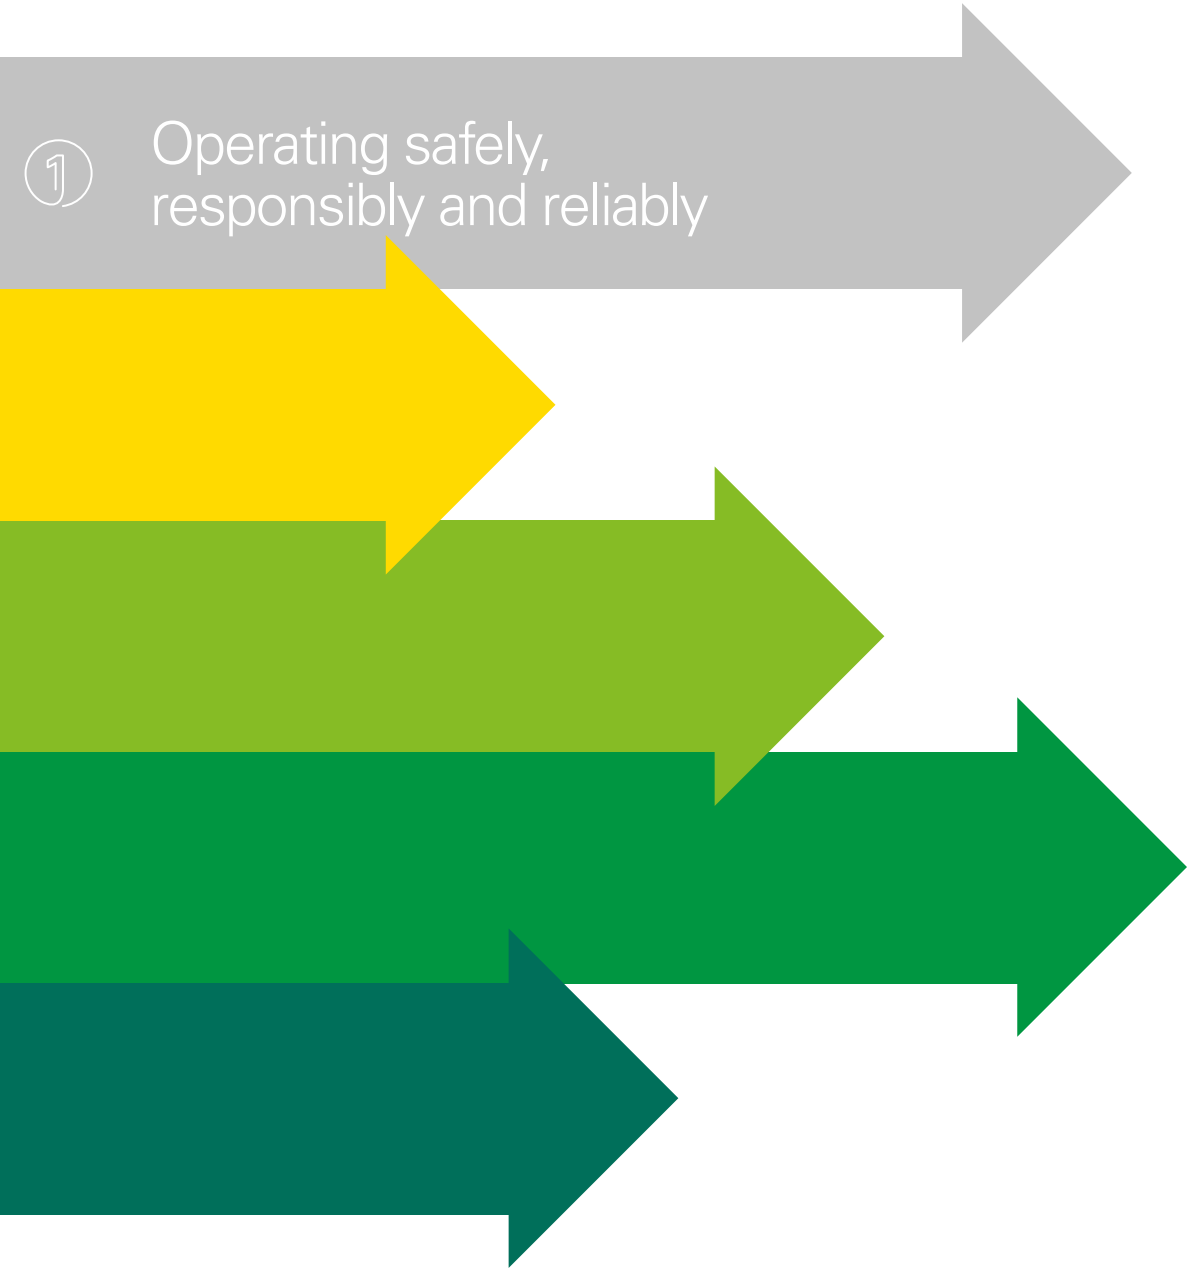 ① Operating safely,
responsibly and reliably